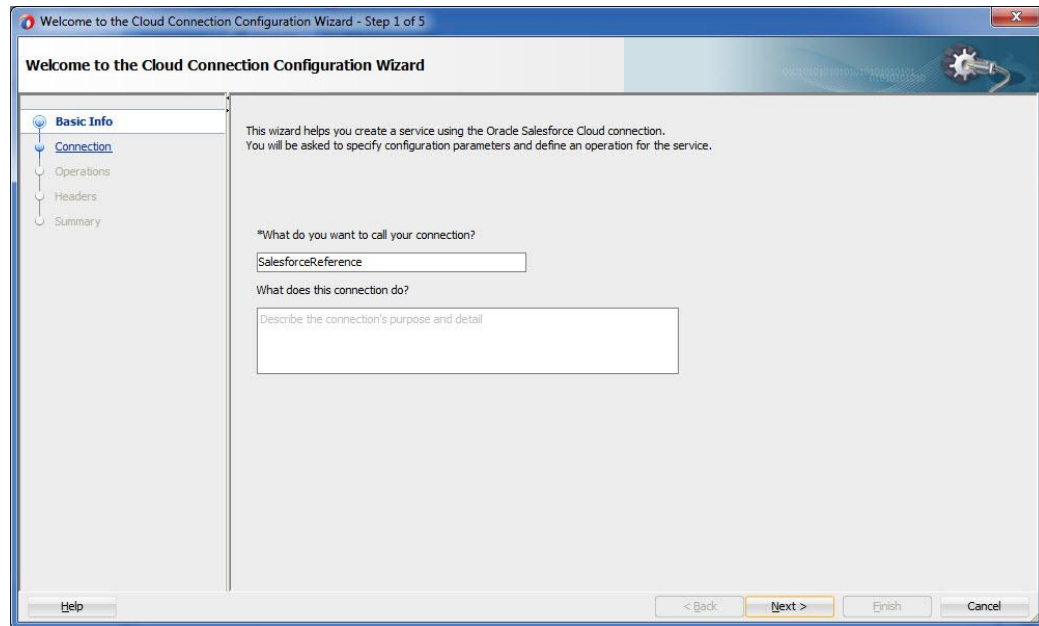 Welcome to the Cloud Connection Configuration Wizard - Step 1 of 5
Welcome to the Cloud Connection Configuration Wizard
Basic Info
Connection
Operations
Headers
Summary
This wizard helps you create a service using the Oracle Salesforce Cloud connection.
You will be asked to specify configuration parameters and define an operation for the service.
*What do you want to call your connection?
SalesforceReference
What does this connection do?
Describe the connection's purpose and detail
Help
< Back
Next >
Finish
Cancel